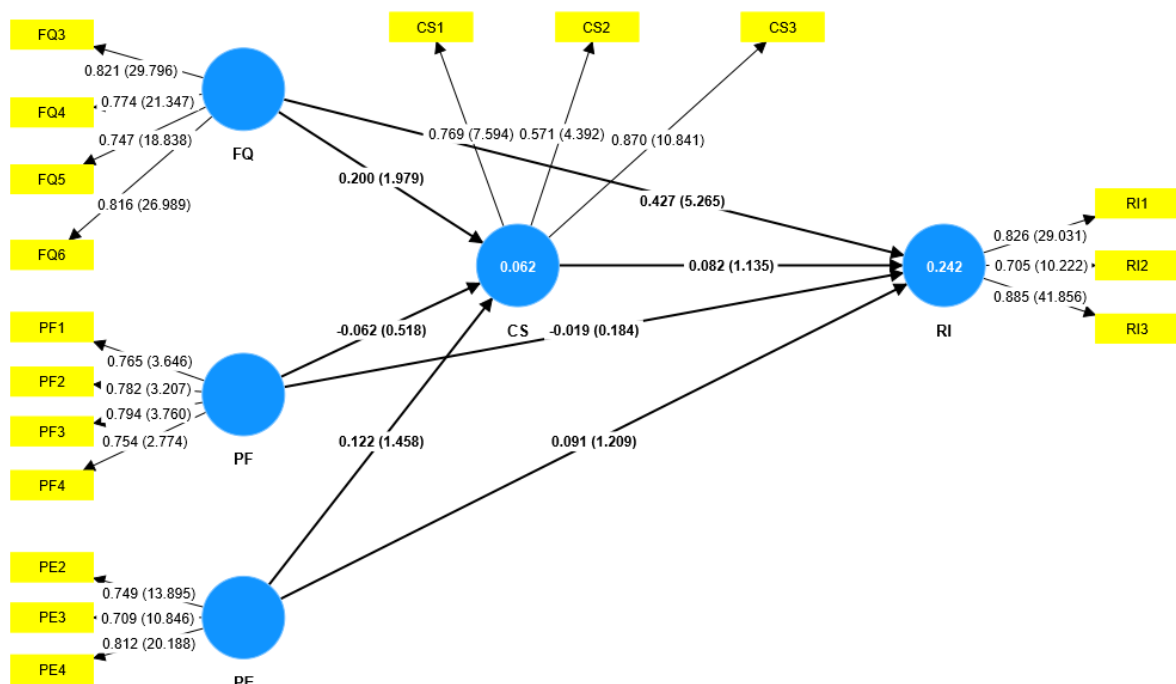 FQ3
CS1
CS2
CS3
0.821 (29.796)
FQ4
0.774 (21.347)
0.747 (18.838)
0.769 (7.594)
0.571 (4.392)
0.870 (10.841)
FQ
FQ5
0.200 (1.979)
0.816 (26.989)
0.427 (5.265)
RI1
0.826 (29.031)
FQ6
0.062
0.082 (1.135)
0.242
0.705 (10.222)
RI2
0.885 (41.856)
PF1
-0.062 (0.518)
CS
-0.019 (0.184)
RI
RI3
0.765 (3.646)
PF2
0.782 (3.207)
0.794 (3.760)
PF3
0.754 (2.774)
0.122 (1.458)
0.091 (1.209)
PF
PF4
PE2
0.749 (13.895)
PE3
0.709 (10.846)
0.812 (20.188)
PE4